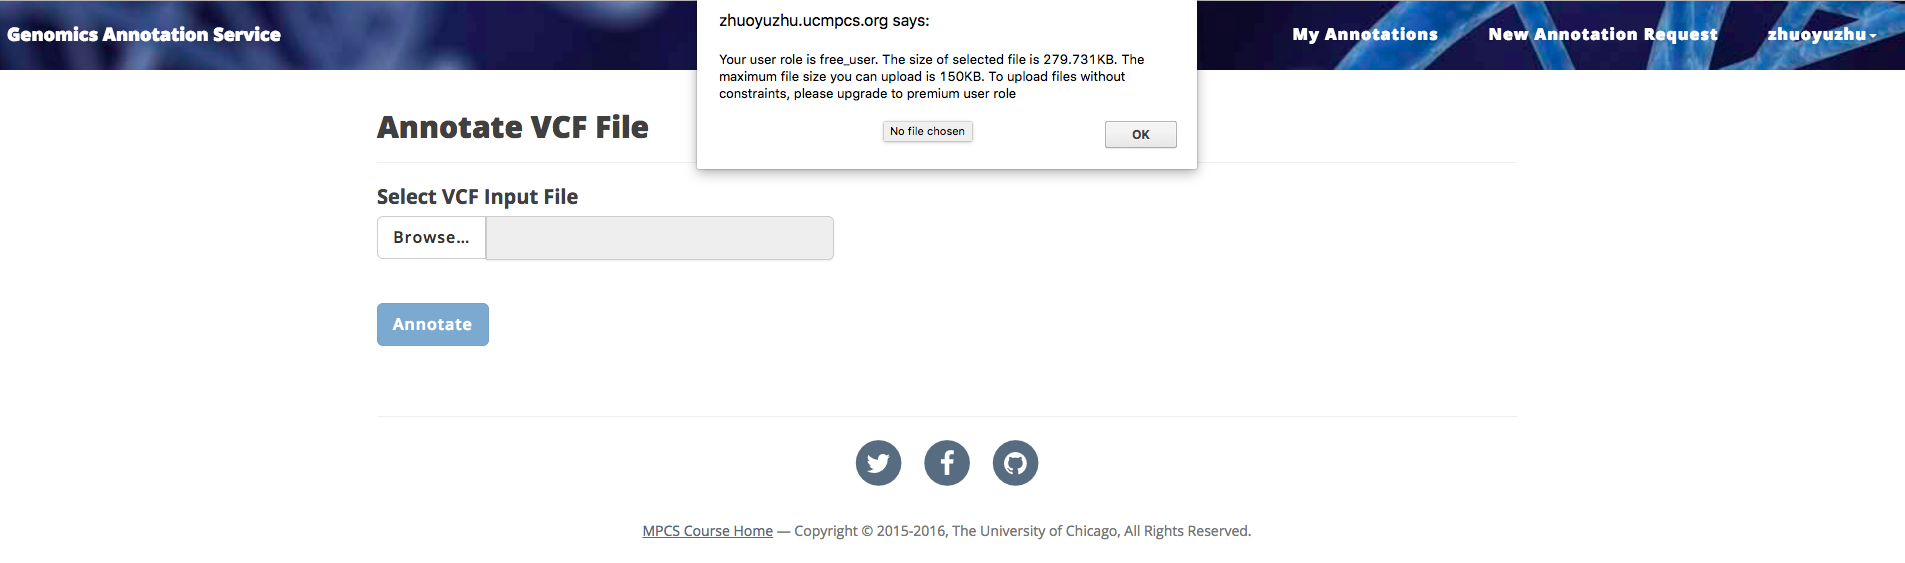 Genomics Annotation Service
My Annotations
New Annotation Request
zhuoyuzhu
zhuoyuzhu.ucmpcs.org says:
Your user role is free_user. The size of selected file is 279.731KB. The
maximum file size you can upload is 150KB. To upload files without
constraints, please upgrade to premium user role
No file chosen
OK
Annotate VCF File
Select VCF Input File
Browse...
Annotate
MPCS Course Home — Copyright © 2015-2016, The University of Chicago, All Rights Reserved.